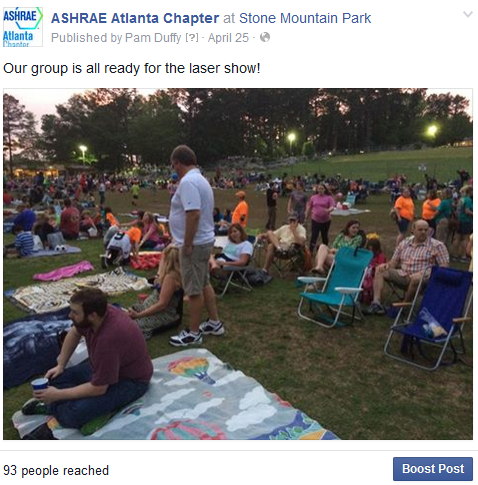 ASHRAE
Atlanta
Chapter
ASHRAE Atlanta Chapter at Stone Mountain Park
Published by Pam Duffy [?] · April 25 ·
Our group is all ready for the laser show!
93 people reached
Boost Post